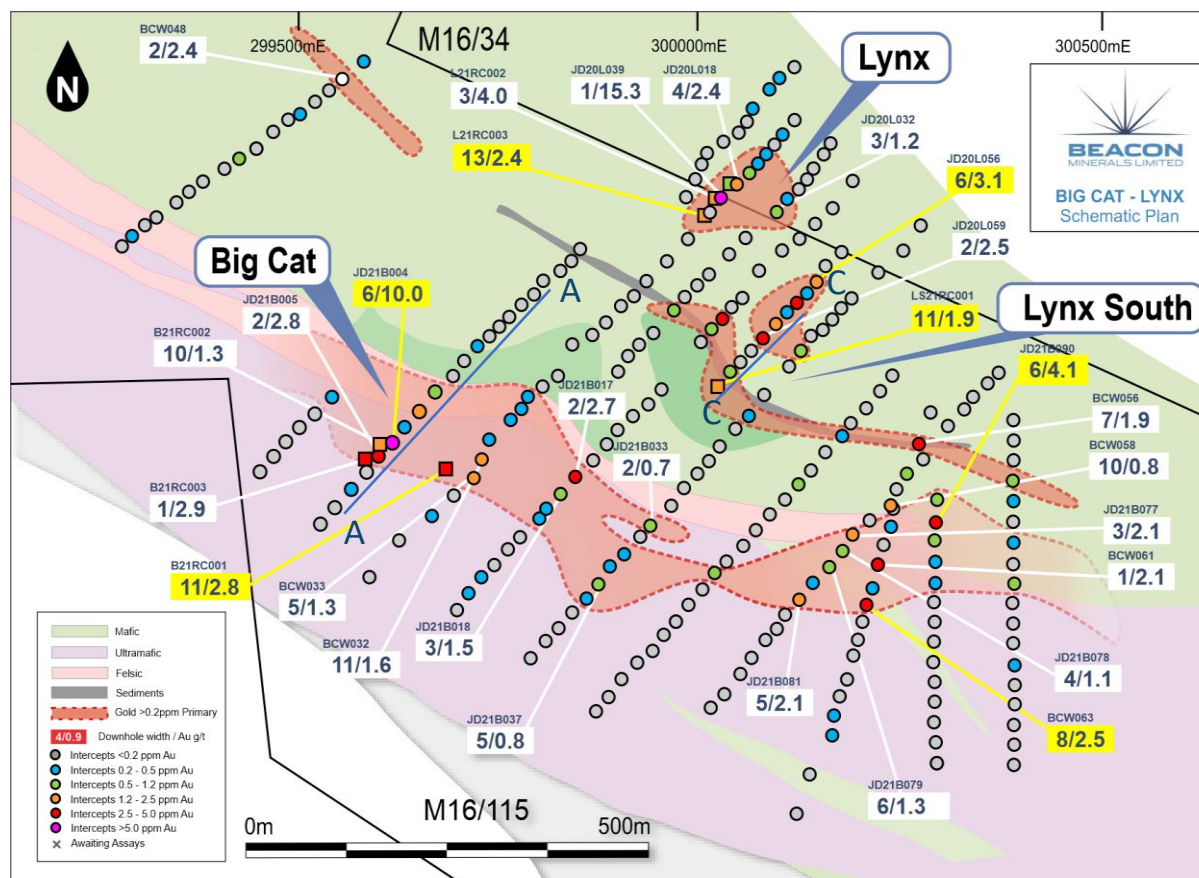 299500mE
300000mE
300500mE
BCW048
2/2.4
M16/34
L21RC002
3/4.0
JD20L039
1/15.3
JD20L018
4/2.4
Lynx
N
L21RC003
13/2.4
JD20L032
3/1.2
BEACON
MINERALS LIMITED
BIG CAT - LYNX
Schematic Plan
JD20L056
6/3.1
JD20L059
2/2.5
Big Cat
JD21B004
6/10.0
A
C
LS21RC001
11/1.9
JD21B005
2/2.8
Lynx South
B21RC002
10/1.3
JD21B090
6/4.1
JD21B017
2/2.7
C
BCW056
7/1.9
JD21B033
2/0.7
BCW058
10/0.8
B21RC003
1/2.9
A
JD21B077
3/2.1
BCW061
1/2.1
B21RC001
11/2.8
BCW033
5/1.3
BCW032
11/1.6
JD21B018
3/1.5
JD21B078
4/1.1
JD21B081
5/2.1
JD21B037
5/0.8
BCW063
8/2.5
JD21B079
6/1.3
Mafic
Ultramafic
Felsic
Sediments
Gold >0.2ppm Primary
4/0.9 Downhole width / Au g/t
Intercepts <0.2 ppm Au
Intercepts 0.2 - 0.5 ppm Au
Intercepts 0.5 - 1.2 ppm Au
Intercepts 1.2 - 2.5 ppm Au
Intercepts 2.5 - 5.0 ppm Au
Intercepts >5.0 ppm Au
Awaiting Assays
M16/115
0m
500m